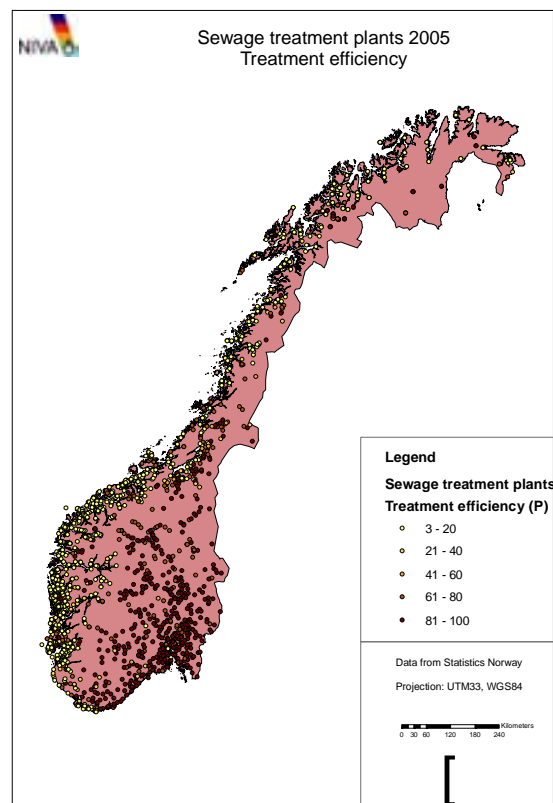 NIVA
Sewage treatment plants 2005
Treatment efficiency
Legend
Sewage treatment plants
Treatment efficiency (P)
3 - 20
21 - 40
41 - 60
61 - 80
81 - 100
Data from Statistics Norway
Projection: UTM33, WGS84
Kilometers
0 30 60 120 180 240